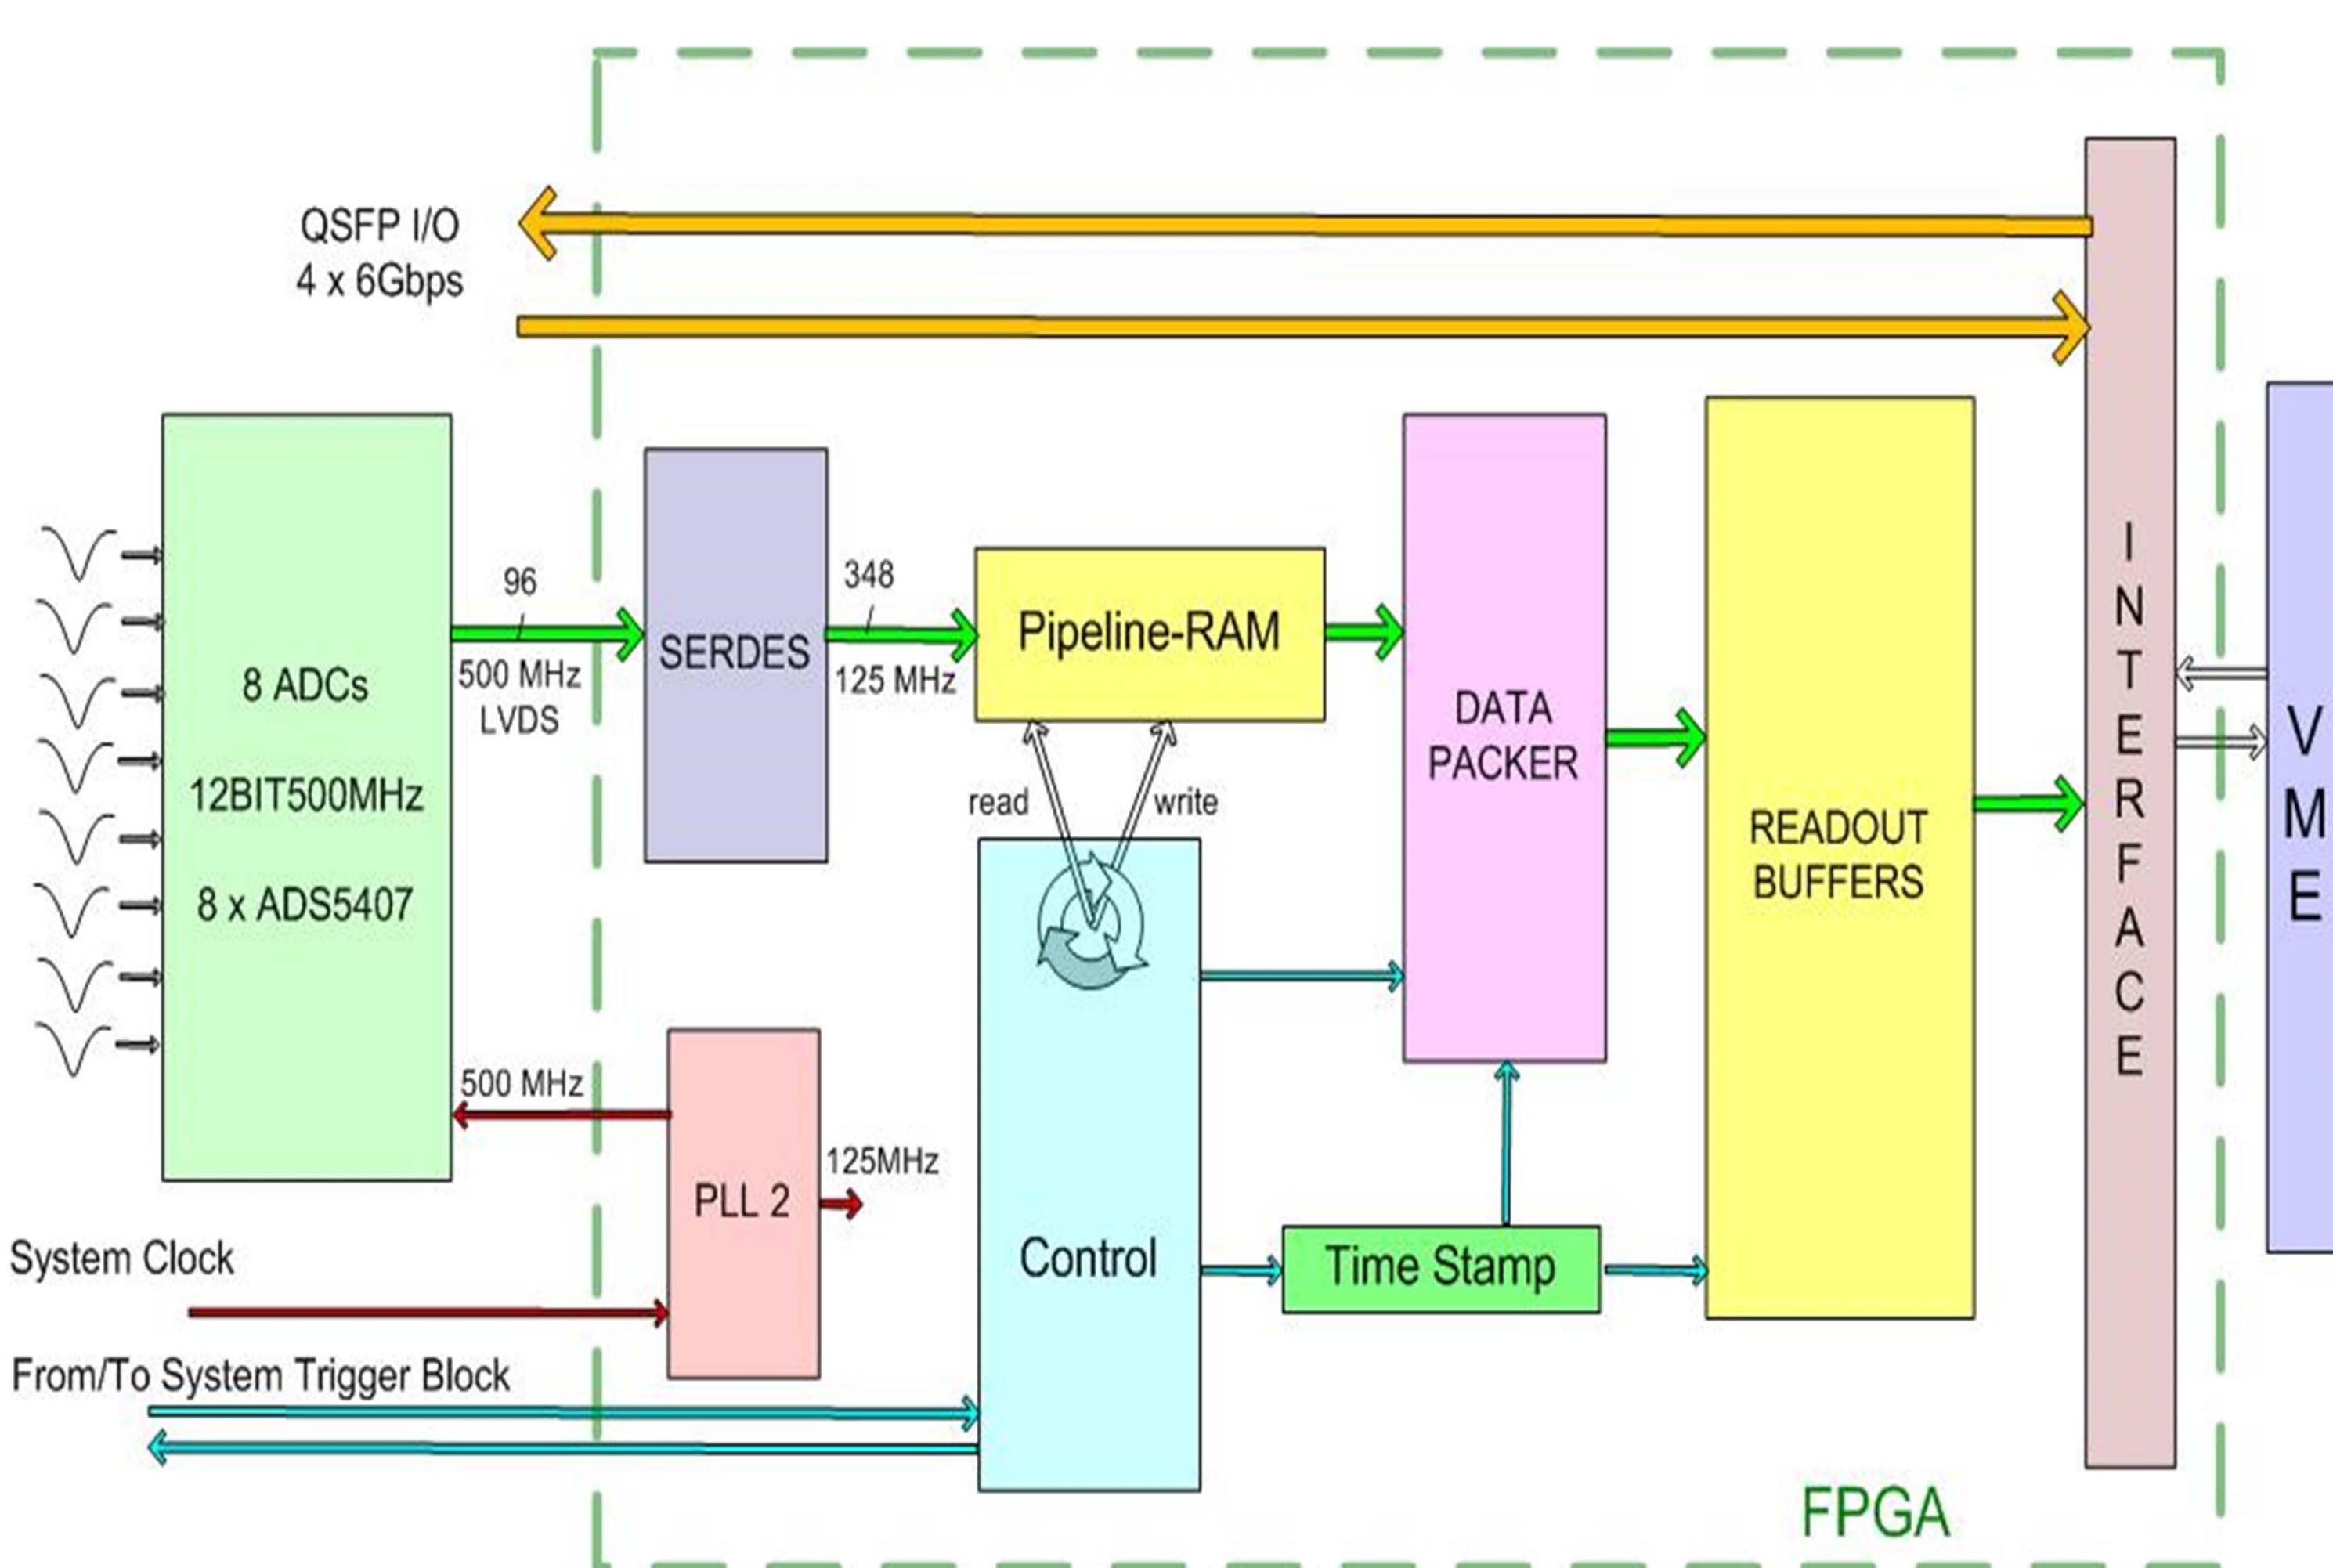 QSFP I/O
4 x 6Gbps
8 ADCs
12BIT500MHz
8 x ADS5407
96
500 MHz
LVDS
SERDES
348
125 MHz
Pipeline-RAM
read
write
DATA
PACKER
READOUT
BUFFERS
INTERFACE
VME
500 MHz
PLL 2
125MHz
System Clock
From/To System Trigger Block
Control
Time Stamp
FPGA